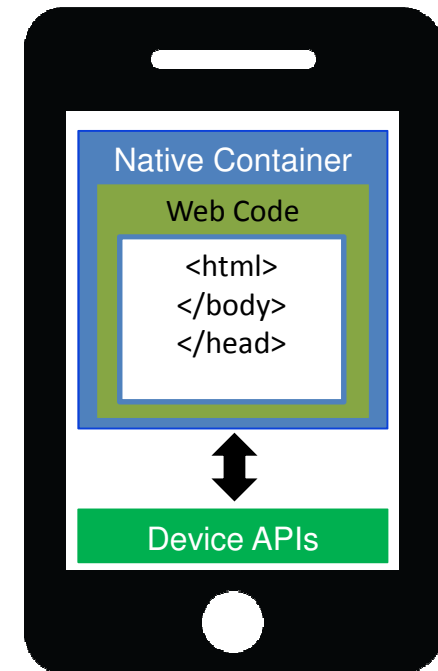 Native Container
Web Code
<html>
</body>
</head>
Device APIs